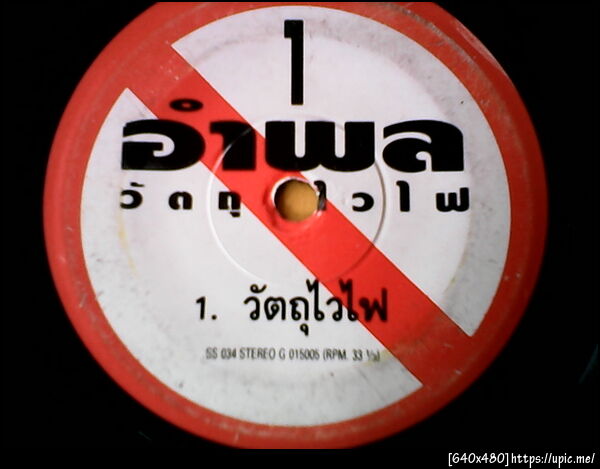 1
อำพล
วัตถุไวไฟ
1. วัตถุไวไฟ
SS 034 STEREO G 015005 (RPM. 33 ⅓)
[640x480]https://upic.me/